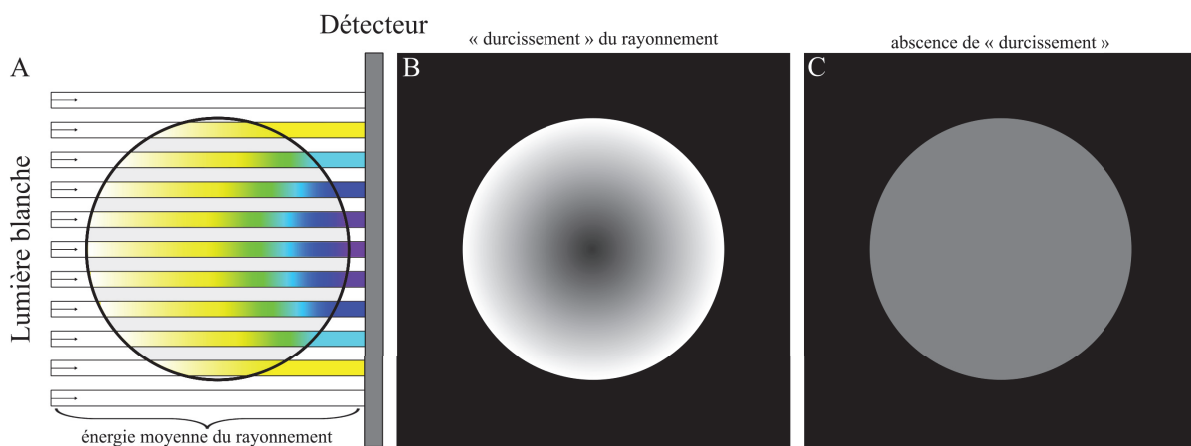 Détecteur
A
Lumière blanche
énergie moyenne du rayonnement
« durcissement » du rayonnement
B
abscence de « durcissement »
C